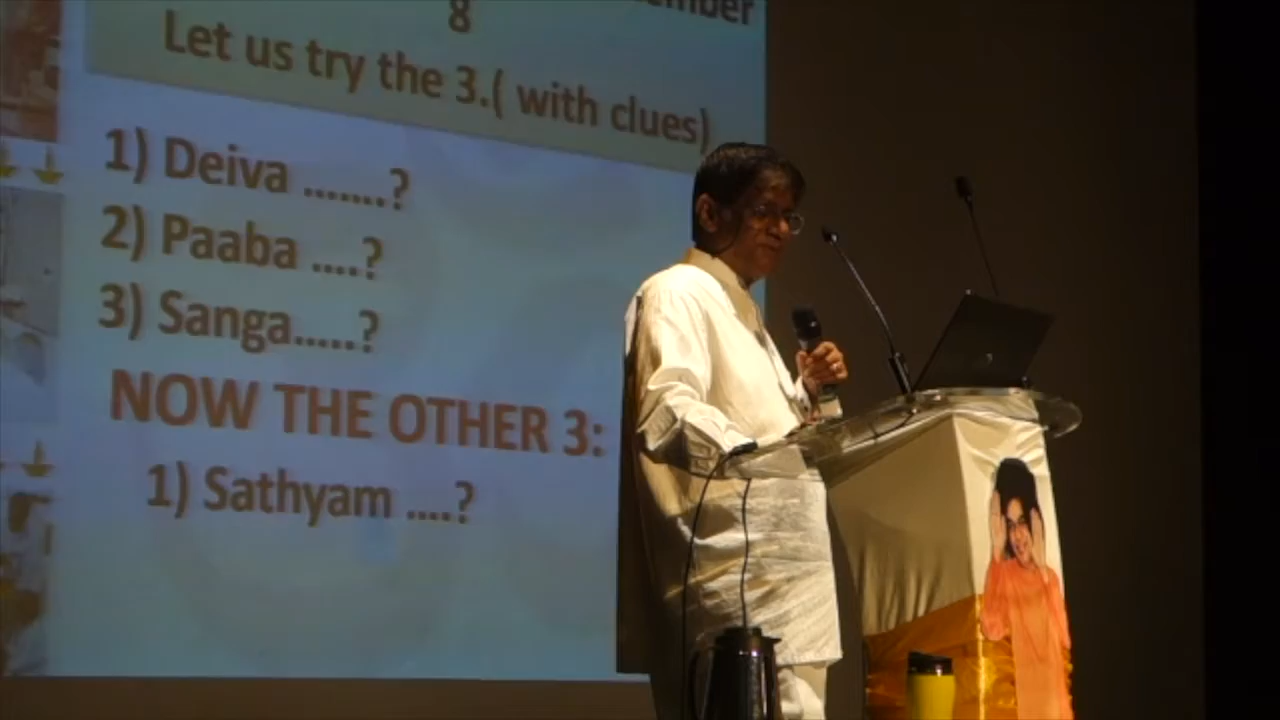 8
Let us try the 3.( with clues)
1) Deiva .......?
2) Paaba ....?
3) Sanga.....?
NOW THE OTHER 3:
1) Sathyam ....?